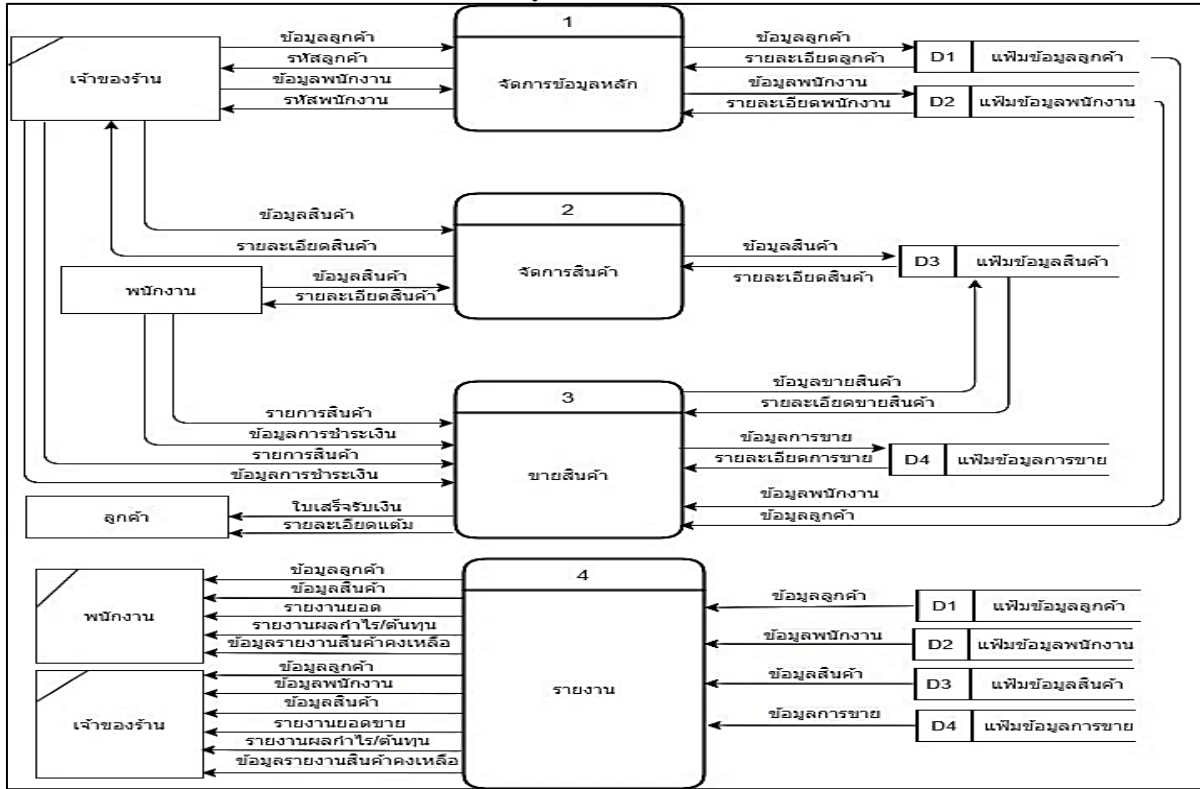 1
จัดการข้อมูลหลัก
เจ้าของร้าน
ข้อมูลลูกค้า
รหัสลูกค้า
ข้อมูลพนักงาน
รหัสพนักงาน
ข้อมูลลูกค้า
รายละเอียดลูกค้า
ข้อมูลพนักงาน
รายละเอียดพนักงาน
D1 แฟ้มข้อมูลลูกค้า
D2 แฟ้มข้อมูลพนักงาน
2
จัดการสินค้า
ข้อมูลสินค้า
รายละเอียดสินค้า
พนักงาน
ข้อมูลสินค้า
รายละเอียดสินค้า
ข้อมูลสินค้า
รายละเอียดสินค้า
D3 แฟ้มข้อมูลสินค้า
3
ขายสินค้า
รายการสินค้า
ข้อมูลการชำระเงิน
รายการสินค้า
ข้อมูลการชำระเงิน
ลูกค้า
ใบเสร็จรับเงิน
รายละเอียดแต้ม
ข้อมูลขายสินค้า
รายละเอียดขายสินค้า
ข้อมูลการขาย
รายละเอียดการขาย
D4 แฟ้มข้อมูลการขาย
ข้อมูลพนักงาน
ข้อมูลลูกค้า
4
รายงาน
พนักงาน
ข้อมูลลูกค้า
ข้อมูลสินค้า
รายงานยอด
รายงานผลกำไร/ต้นทุน
ข้อมูลรายงานสินค้าคงเหลือ
เจ้าของร้าน
ข้อมูลลูกค้า
ข้อมูลพนักงาน
ข้อมูลสินค้า
รายงานยอดขาย
รายงานผลกำไร/ต้นทุน
ข้อมูลรายงานสินค้าคงเหลือ
ข้อมูลลูกค้า
D1 แฟ้มข้อมูลลูกค้า
ข้อมูลพนักงาน
D2 แฟ้มข้อมูลพนักงาน
ข้อมูลสินค้า
D3 แฟ้มข้อมูลสินค้า
ข้อมูลการขาย
D4 แฟ้มข้อมูลการขาย